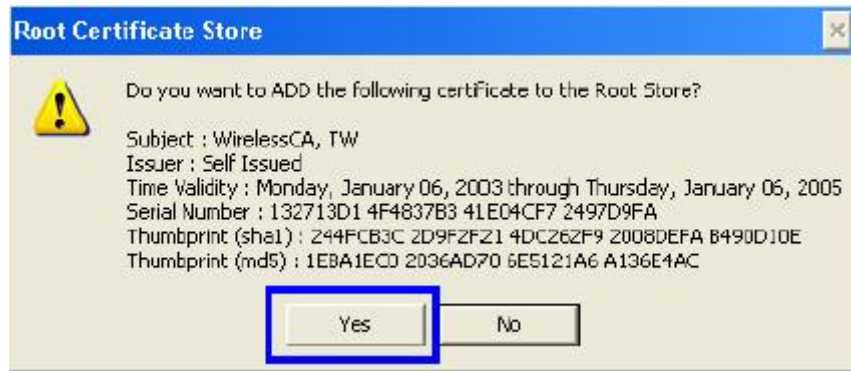 Root Certificate Store
Do you want to ADD the following certificate to the Root Store?
Subject : WirelessCA, TW
Issuer : Self Issued
Time Validity : Monday, January 06, 2003 through Thursday, January 06, 2005
Serial Number : 132713D1 4F4837B3 41E04CF7 2497D9FA
Thumbprint (sha1) : 244FCB3C 2D9F2F21 4DC262F9 2008DEFA B490D10E
Thumbprint (md5) : 1EBA1EC0 2036AD70 6E5121A6 A136E4AC
Yes No